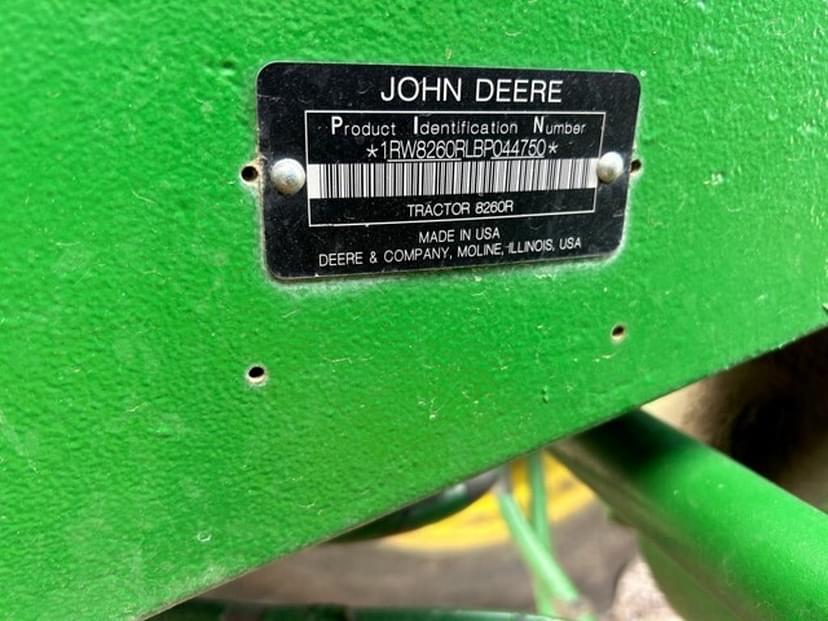 JOHN DEERE
Product Identification Number
*1RW8260RLBP044750*
TRACTOR 8260R
MADE IN USA
DEERE & COMPANY, MOLINE, ILLINOIS, USA